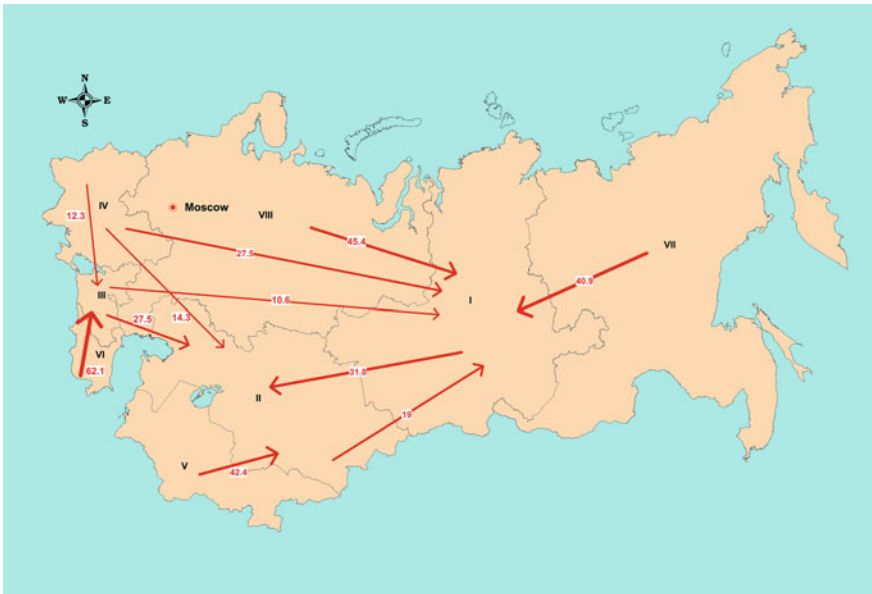 N
W E
S
IV
Moscow
12.3
VIII
45.4
27.5
VII
40.9
III
10.6
I
27.5
14.3
VI
62.1
31.8
II
19
V
42.4